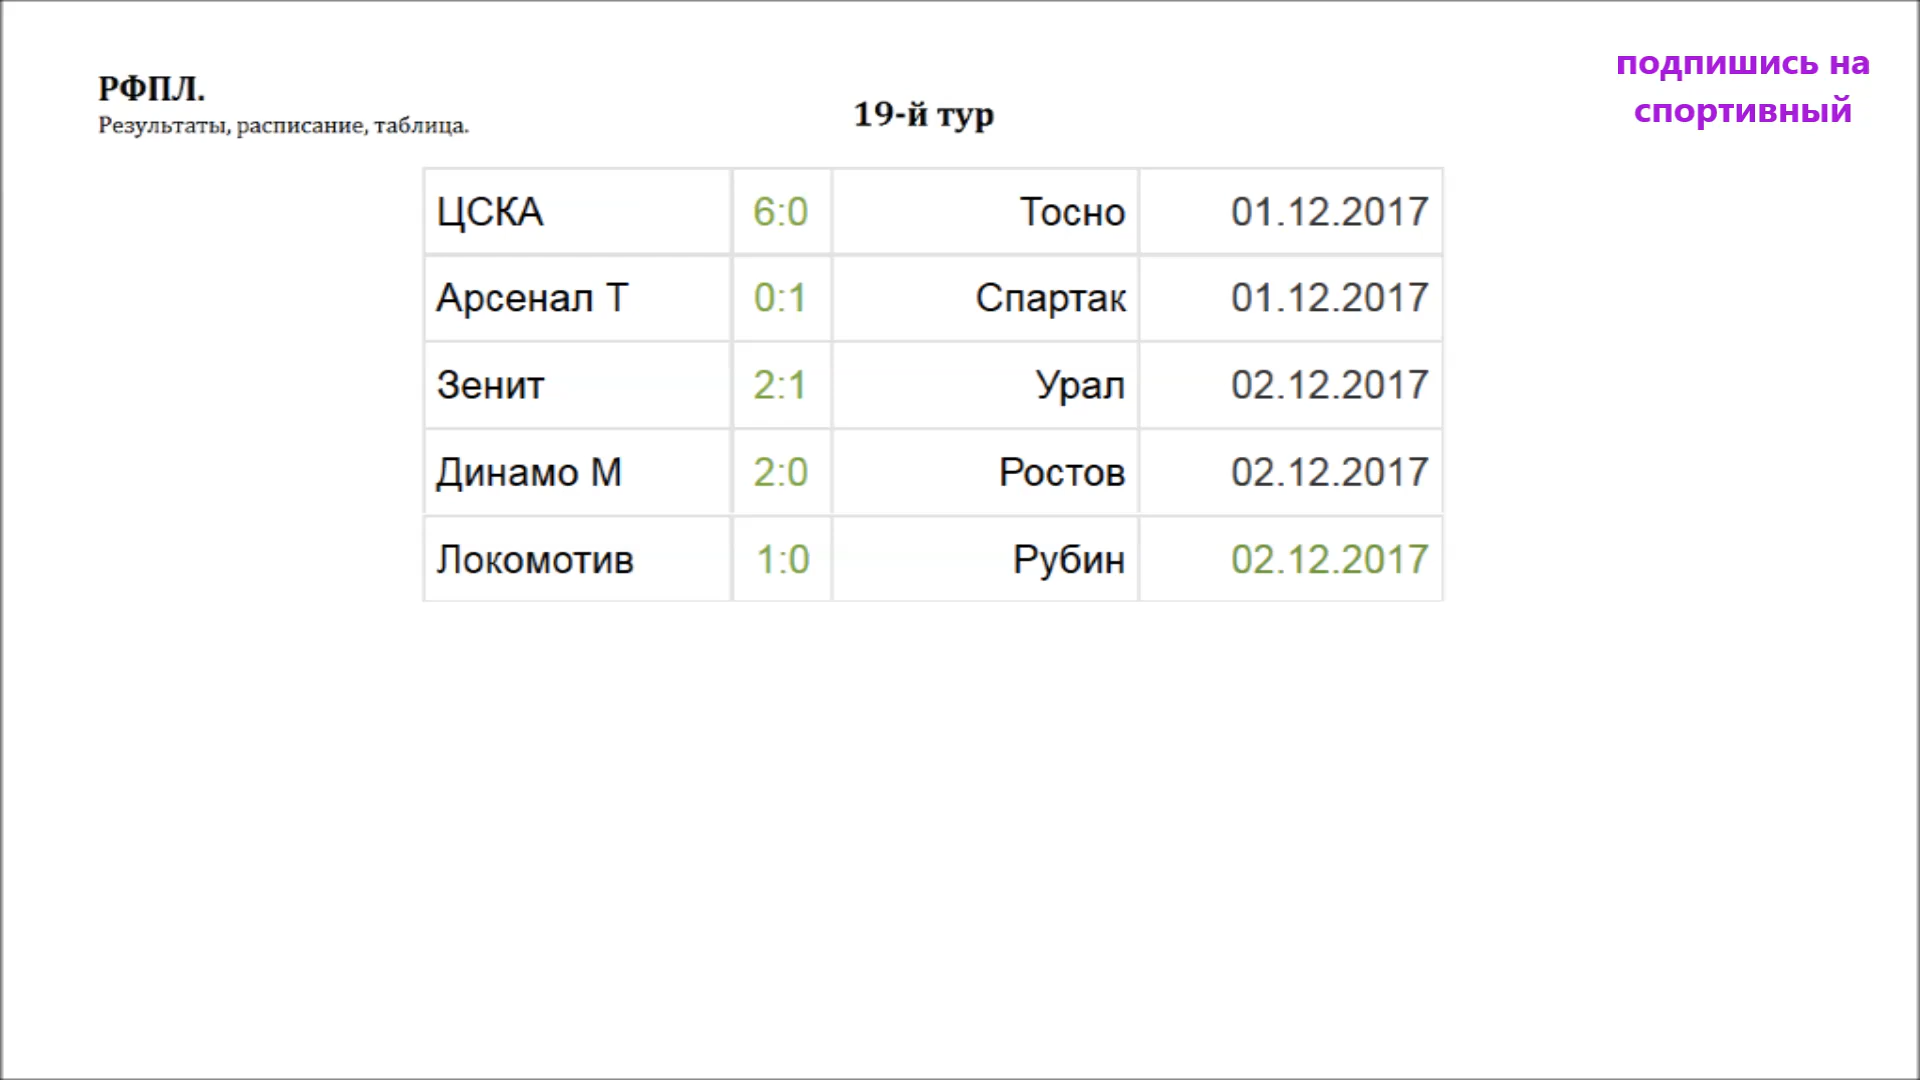 РФПЛ.
Результаты, расписание, таблица.
19-й тур
подпишись на
спортивный
ЦСКА 6:0 Тосно 01.12.2017
Арсенал Т 0:1 Спартак 01.12.2017
Зенит 2:1 Урал 02.12.2017
Динамо М 2:0 Ростов 02.12.2017
Локомотив 1:0 Рубин 02.12.2017